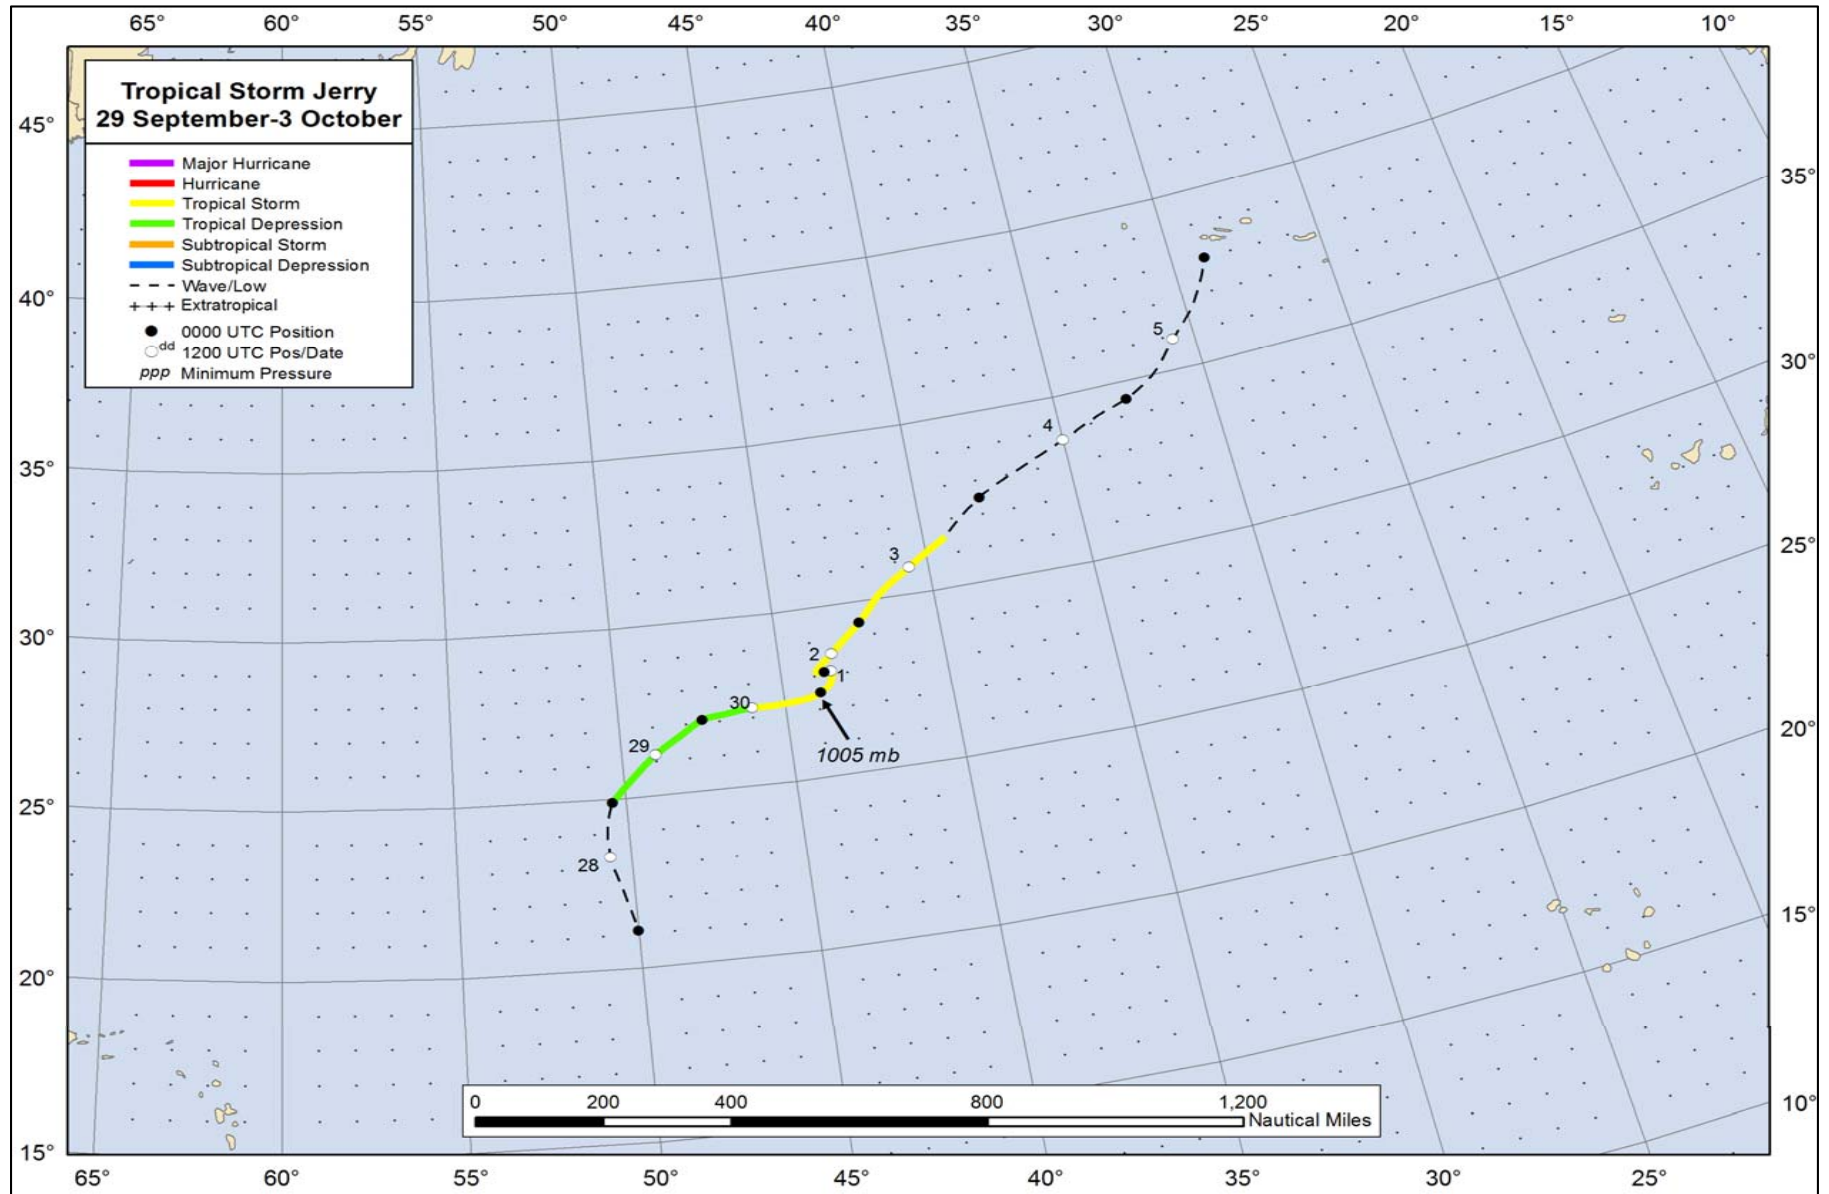 65° 60° 55° 50° 45° 40° 35° 30° 25° 20° 15° 10°
Tropical Storm Jerry
29 September-3 October
Major Hurricane
Hurricane
Tropical Storm
Tropical Depression
Subtropical Storm
Subtropical Depression
Wave/Low
+++ Extratropical
0000 UTC Position
dd 1200 UTC Pos/Date
ppp Minimum Pressure
45°
35°
40°
5
30°
4
35°
3
25°
30°
2
1
30
20°
29
1005 mb
25°
28
15°
20°
0 200 400 800 1,200
Nautical Miles
10°
15°
65° 60° 55° 50° 45° 40° 35° 30° 25°